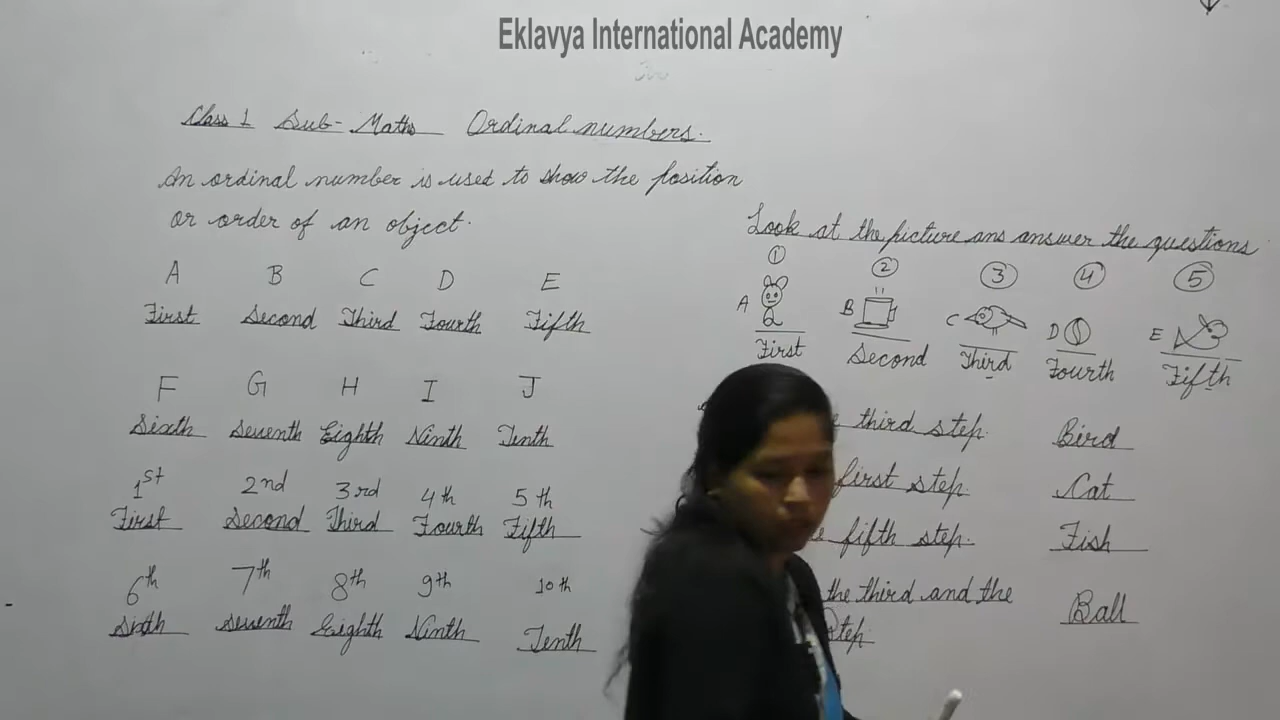 Eklavya International Academy
Class 1 Sub- Maths Ordinal numbers.
An ordinal number is used to show the position
or order of an object.
A B C D E
First Second Third Fourth Fifth
F G H I J
Sixth Seventh Eighth Ninth Tenth
1st 2nd 3rd 4th 5th
First Second Third Fourth Fifth
6th 7th 8th 9th 10th
Sixth Seventh Eighth Ninth Tenth
Look at the picture ans answer the questions
1 2 3 4 5
A B C D E
First Second Third Fourth Fifth
third step. Bird
first step. Cat
fifth step. Fish
the third and the Ball
step.